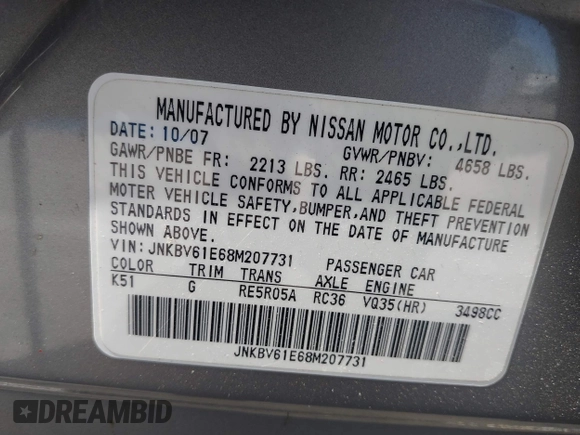 MANUFACTURED BY NISSAN MOTOR CO.,LTD.
DATE: 10/07 GVWR/PNBV: 4658 LBS.
GAWR/PNBE FR: 2213 LBS. RR: 2465 LBS.
THIS VEHICLE CONFORMS TO ALL APPLICABLE FEDERAL
MOTOR VEHICLE SAFETY,BUMPER,AND THEFT PREVENTION
STANDARDS IN EFFECT ON THE DATE OF MANUFACTURE
SHOWN ABOVE.
VIN: JNKBV61E68M207731 PASSENGER CAR
COLOR TRIM TRANS AXLE ENGINE
K51 G RE5R05A RC36 VQ35(HR) 3498CC
JNKBV61E68M207731
DREAMBID